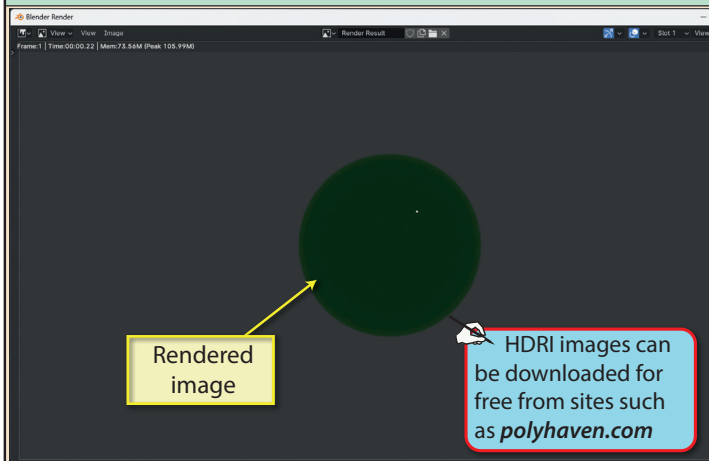 Blender Render
View View Image Render Result Slot 1 View
Frame:1 | Time:00:00.22 | Mem:73.56M (Peak 105.99M)
Rendered
image
HDRI images can
be downloaded for
free from sites such
as polyhaven.com